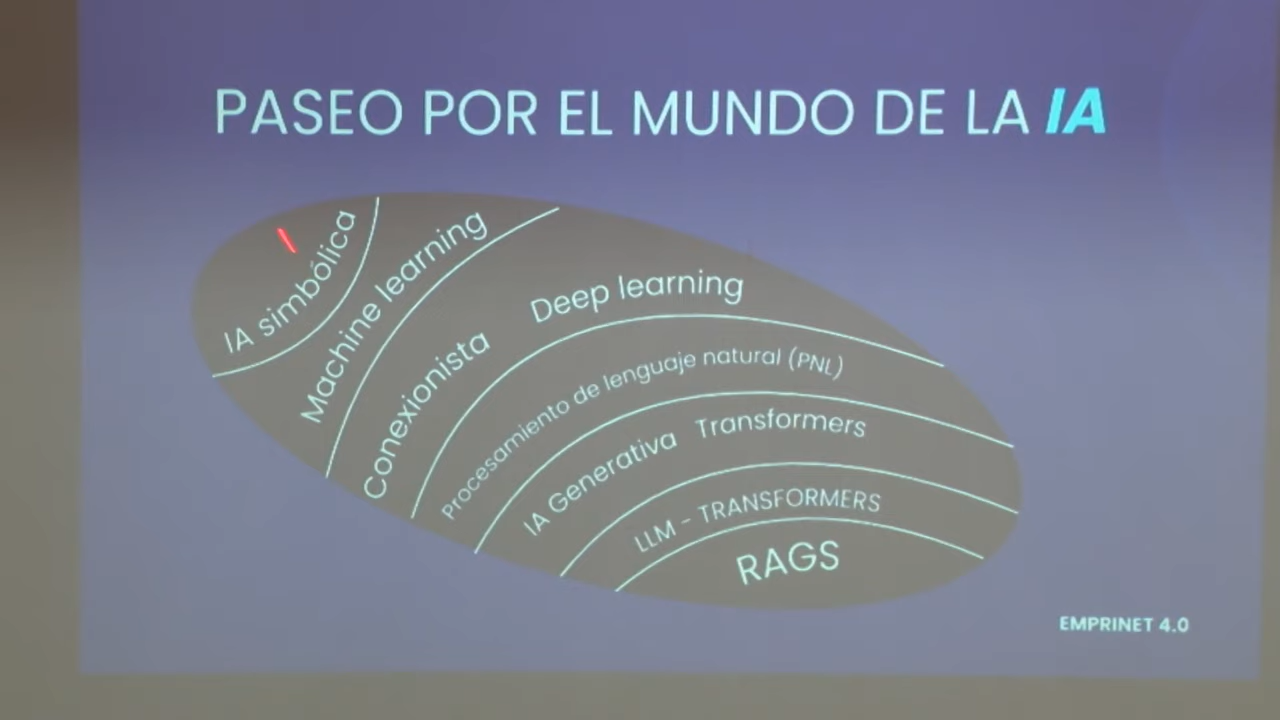 PASEO POR EL MUNDO DE LA IA
IA simbólica
Machine learning
Conexionista Deep learning
Procesamiento de lenguaje natural (PNL)
IA Generativa Transformers
LLM - TRANSFORMERS
RAGS
EMPRINET 4.0